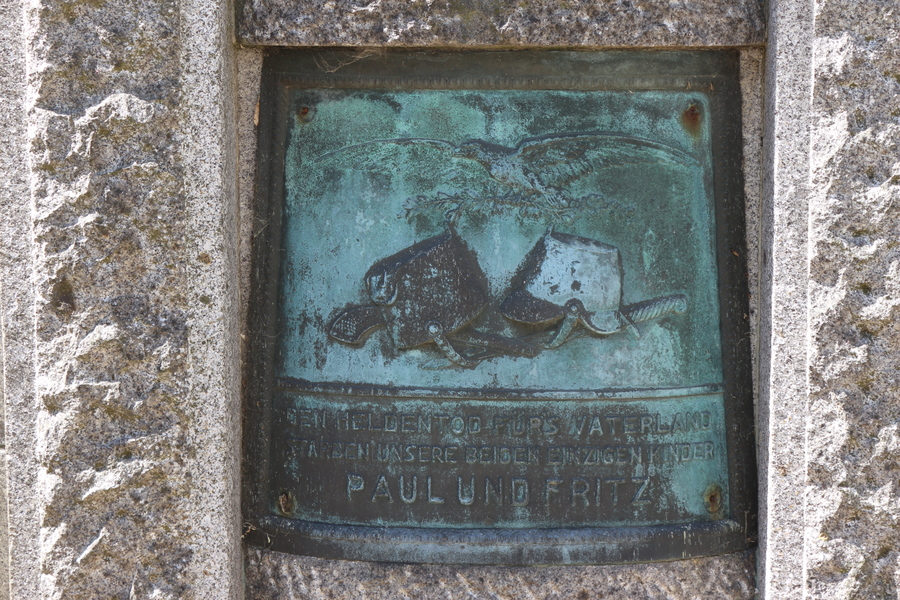 DEN HELDENTOD FÜRS VATERLAND
STARBEN UNSERE BEIDEN EINZIGEN KINDER
PAUL UND FRITZ